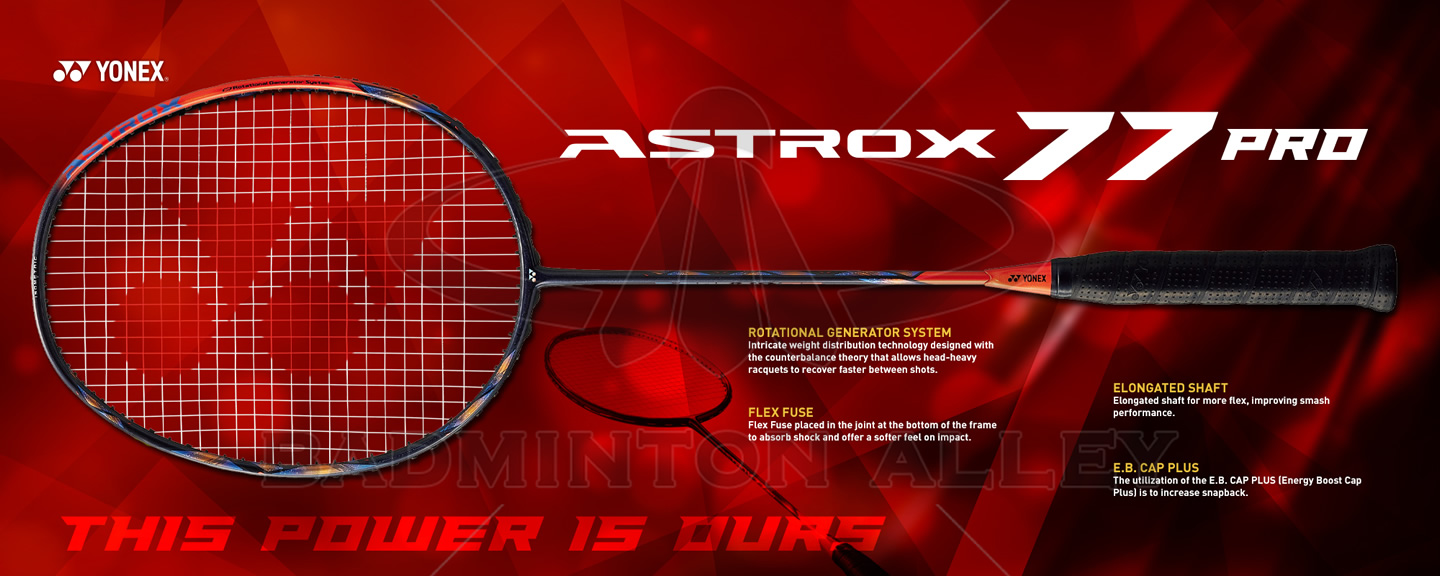 YONEX
Rotational Generator System
ASTROX 77 PRO
ISOMETRIC
YONEX
ROTATIONAL GENERATOR SYSTEM
Intricate weight distribution technology designed with
the counterbalance theory that allows head-heavy
racquets to recover faster between shots.
FLEX FUSE
Flex Fuse placed in the joint at the bottom of the frame
to absorb shock and offer a softer feel on impact.
ELONGATED SHAFT
Elongated shaft for more flex, improving smash
performance.
E.B. CAP PLUS
The utilization of the E.B. CAP PLUS (Energy Boost Cap
Plus) is to increase snapback.
BADMINTON ALLEY
THIS POWER IS OURS